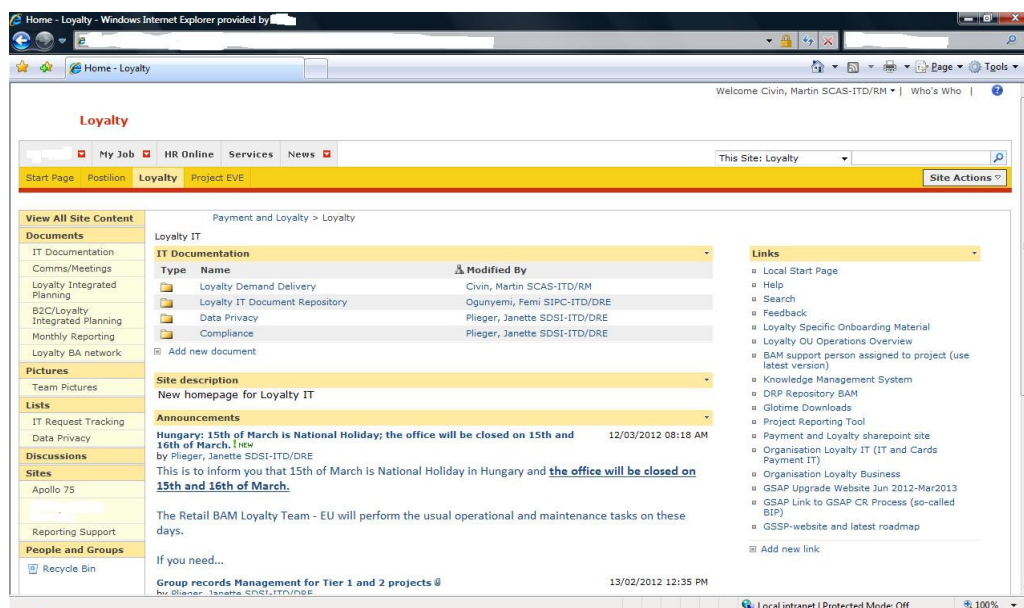 Home - Loyalty - Windows Internet Explorer provided by
Home - Loyalty
Page
Tools
Welcome Civin, Martin SCAS-ITD/RM | Who's Who |
Loyalty
My Job HR Online Services News
This Site: Loyalty
Start Page Postilion Loyalty Project EVE
Site Actions
View All Site Content
Documents
IT Documentation
Comms/Meetings
Loyalty Integrated
Planning
B2C/Loyalty
Integrated Planning
Monthly Reporting
Loyalty BA network
Pictures
Team Pictures
Lists
IT Request Tracking
Data Privacy
Discussions
Sites
Apollo 75
Reporting Support
People and Groups
Recycle Bin
Payment and Loyalty > Loyalty
Loyalty IT
IT Documentation
Type Name Modified By
Loyalty Demand Delivery Civin, Martin SCAS-ITD/RM
Loyalty IT Document Repository Ogunyemi, Femi SIPC-ITD/DRE
Data Privacy Plieger, Janette SDSI-ITD/DRE
Compliance Plieger, Janette SDSI-ITD/DRE
Add new document
Site description
New homepage for Loyalty IT
Announcements
Hungary: 15th of March is National Holiday; the office will be closed on 15th and 12/03/2012 08:18 AM
16th of March. ! NEW
by Plieger, Janette SDSI-ITD/DRE
This is to inform you that 15th of March is National Holiday in Hungary and the office will be closed on
15th and 16th of March.
The Retail BAM Loyalty Team - EU will perform the usual operational and maintenance tasks on these
days.
If you need...
Group records Management for Tier 1 and 2 projects 13/02/2012 12:35 PM
by Plieger, Janette SDSI-ITD/DRE
Links
Local Start Page
Help
Search
Feedback
Loyalty Specific Onboarding Material
Loyalty OU Operations Overview
BAM support person assigned to project (use
latest version)
Knowledge Management System
DRP Repository BAM
Glotime Downloads
Project Reporting Tool
Payment and Loyalty sharepoint site
Organisation Loyalty IT (IT and Cards
Payment IT)
Organisation Loyalty Business
GSAP Upgrade Website Jun 2012-Mar2013
GSAP Link to GSAP CR Process (so-called
BIP)
GSSP-website and latest roadmap
Add new link
Local intranet | Protected Mode: Off
100%